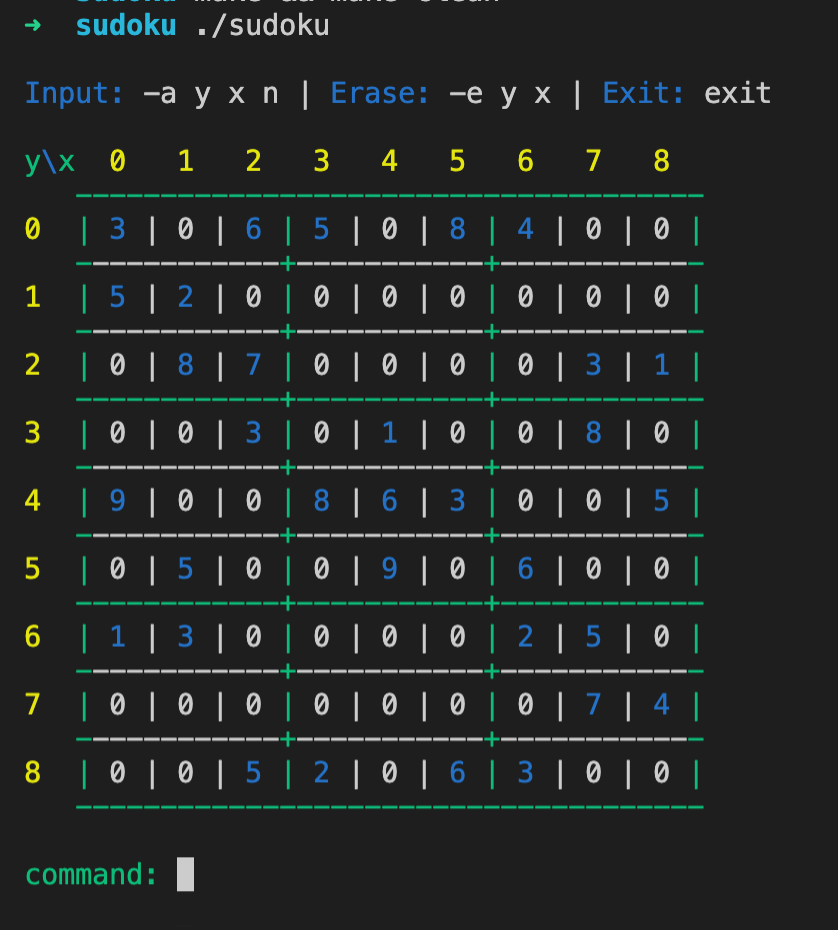 sudoku make && make clean
➜ sudoku ./sudoku
Input: -a y x n | Erase: -e y x | Exit: exit
y\x 0 1 2 3 4 5 6 7 8
0 | 3 | 0 | 6 | 5 | 0 | 8 | 4 | 0 | 0 |
1 | 5 | 2 | 0 | 0 | 0 | 0 | 0 | 0 | 0 |
2 | 0 | 8 | 7 | 0 | 0 | 0 | 0 | 3 | 1 |
3 | 0 | 0 | 3 | 0 | 1 | 0 | 0 | 8 | 0 |
4 | 9 | 0 | 0 | 8 | 6 | 3 | 0 | 0 | 5 |
5 | 0 | 5 | 0 | 0 | 9 | 0 | 6 | 0 | 0 |
6 | 1 | 3 | 0 | 0 | 0 | 0 | 2 | 5 | 0 |
7 | 0 | 0 | 0 | 0 | 0 | 0 | 0 | 7 | 4 |
8 | 0 | 0 | 5 | 2 | 0 | 6 | 3 | 0 | 0 |
command: